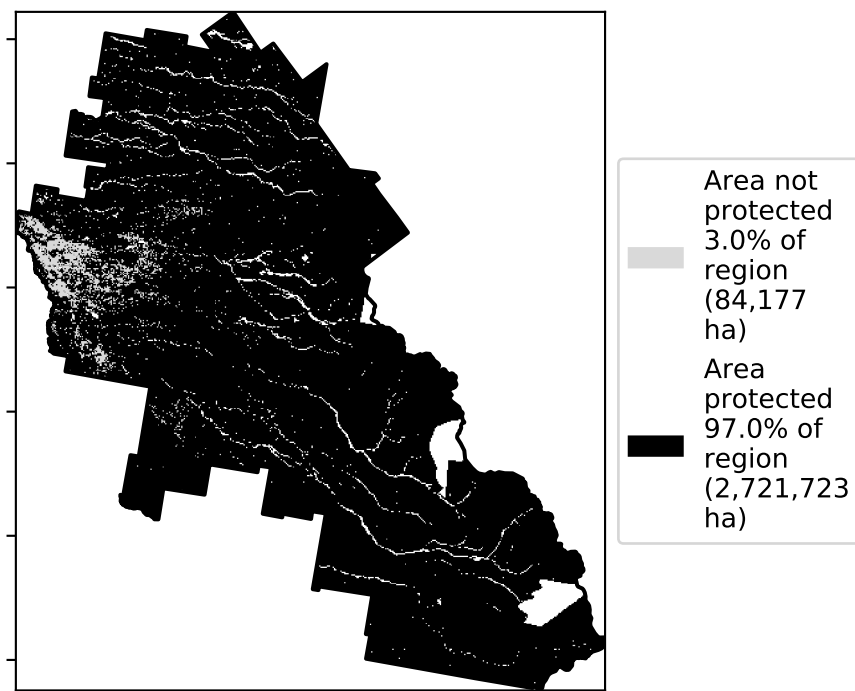 Area not
protected
3.0% of
region
(84,177
ha)
Area
protected
97.0% of
region
(2,721,723
ha)